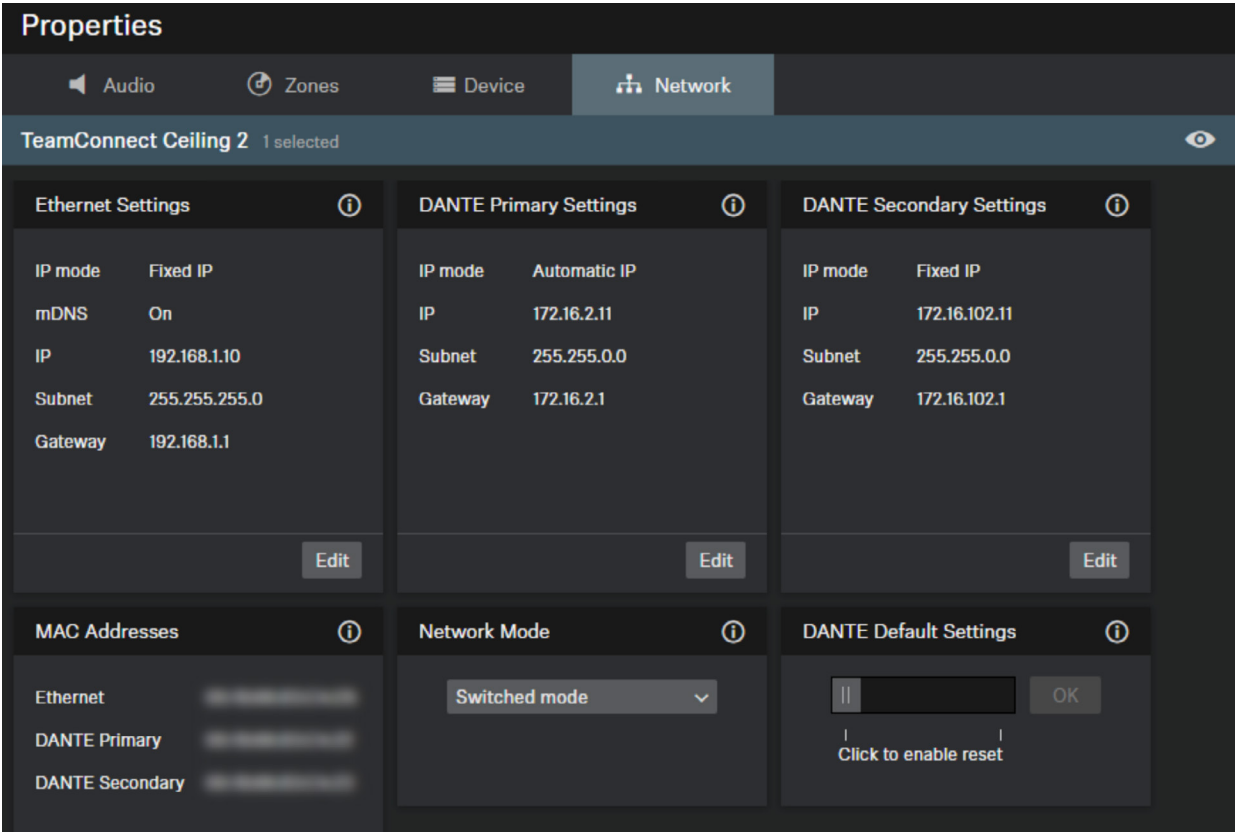 Properties
Audio Zones Device Network
TeamConnect Ceiling 2 1 selected
Ethernet Settings
IP mode Fixed IP
mDNS On
IP 192.168.1.10
Subnet 255.255.255.0
Gateway 192.168.1.1
Edit
DANTE Primary Settings
IP mode Automatic IP
IP 172.16.2.11
Subnet 255.255.0.0
Gateway 172.16.2.1
Edit
DANTE Secondary Settings
IP mode Fixed IP
IP 172.16.102.11
Subnet 255.255.0.0
Gateway 172.16.102.1
Edit
MAC Addresses
Ethernet
DANTE Primary
DANTE Secondary
Network Mode
Switched mode
DANTE Default Settings
OK
Click to enable reset